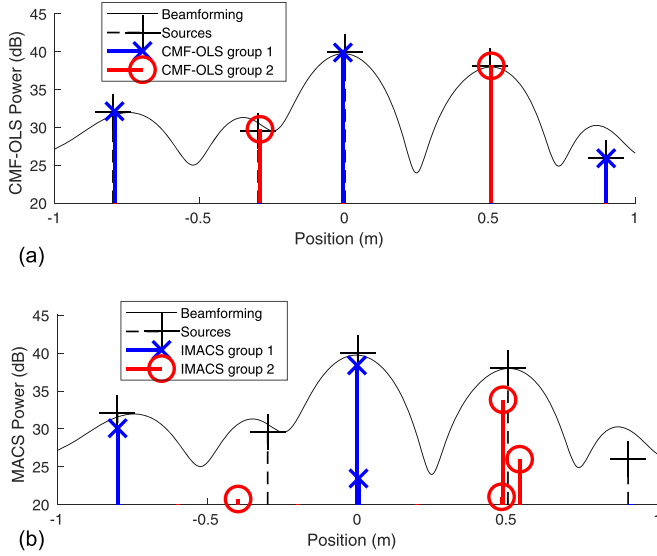 Beamforming
Sources
CMF-OLS group 1
CMF-OLS group 2
CMF-OLS Power (dB)
45
40
35
30
25
20
-1 -0.5 0 0.5 1
Position (m)
(a)
Beamforming
Sources
IMACS group 1
IMACS group 2
MACS Power (dB)
45
40
35
30
25
20
-1 -0.5 0 0.5 1
Position (m)
(b)